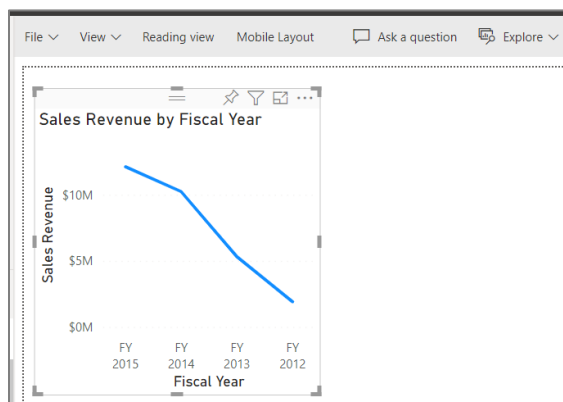 File View Reading view Mobile Layout Ask a question Explore
Sales Revenue by Fiscal Year
Sales Revenue
$10M
$5M
$0M
FY FY FY FY
2015 2014 2013 2012
Fiscal Year